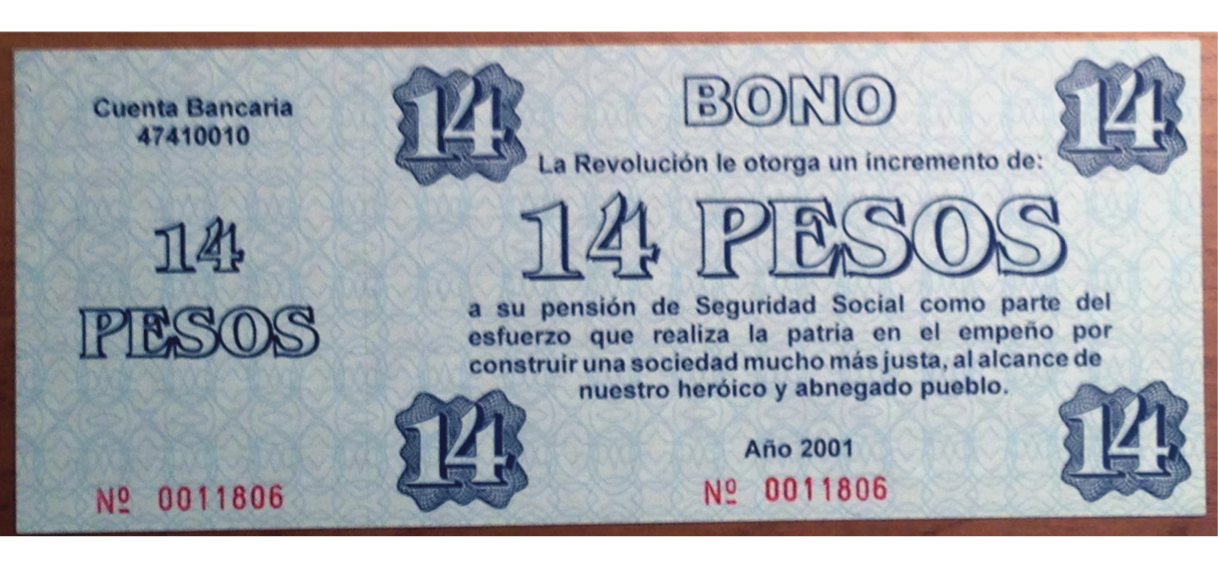 Cuenta Bancaria
47410010
14
PESOS
Nº 0011806
14
BONO
14
La Revolución le otorga un incremento de:
14 PESOS
a su pensión de Seguridad Social como parte del
esfuerzo que realiza la patria en el empeño por
construir una sociedad mucho más justa, al alcance de
nuestro heróico y abnegado pueblo.
14
Año 2001
14
Nº 0011806